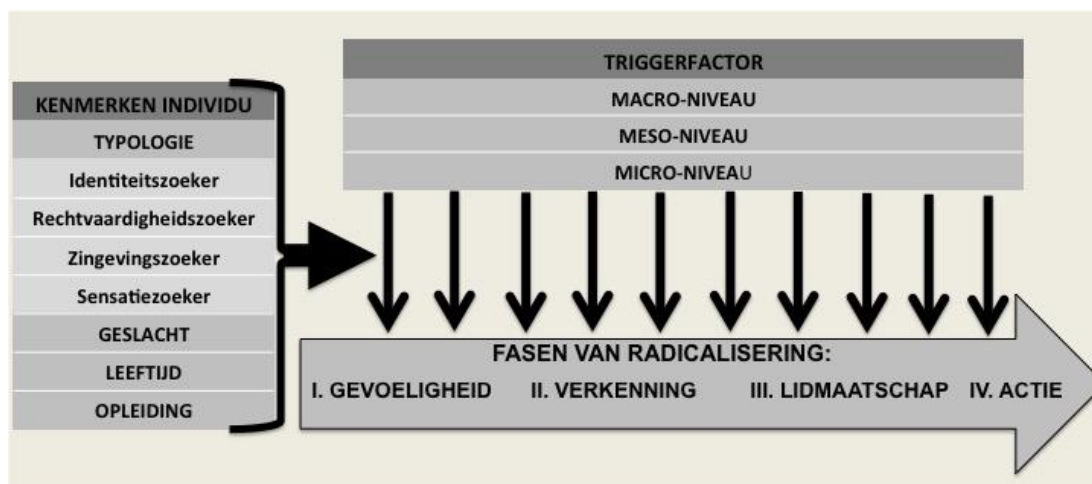 KENMERKEN INDIVIDU
TYPOLOGIE
Identiteitszoeker
Rechtvaardigheidszoeker
Zingevingszoeker
Sensatiezoeker
GESLACHT
LEEFTIJD
OPLEIDING
TRIGGERFACTOR
MACRO-NIVEAU
MESO-NIVEAU
MICRO-NIVEAU
FASEN VAN RADICALISERING:
I. GEVOELIGHEID II. VERKENNING III. LIDMAATSCHAP IV. ACTIE